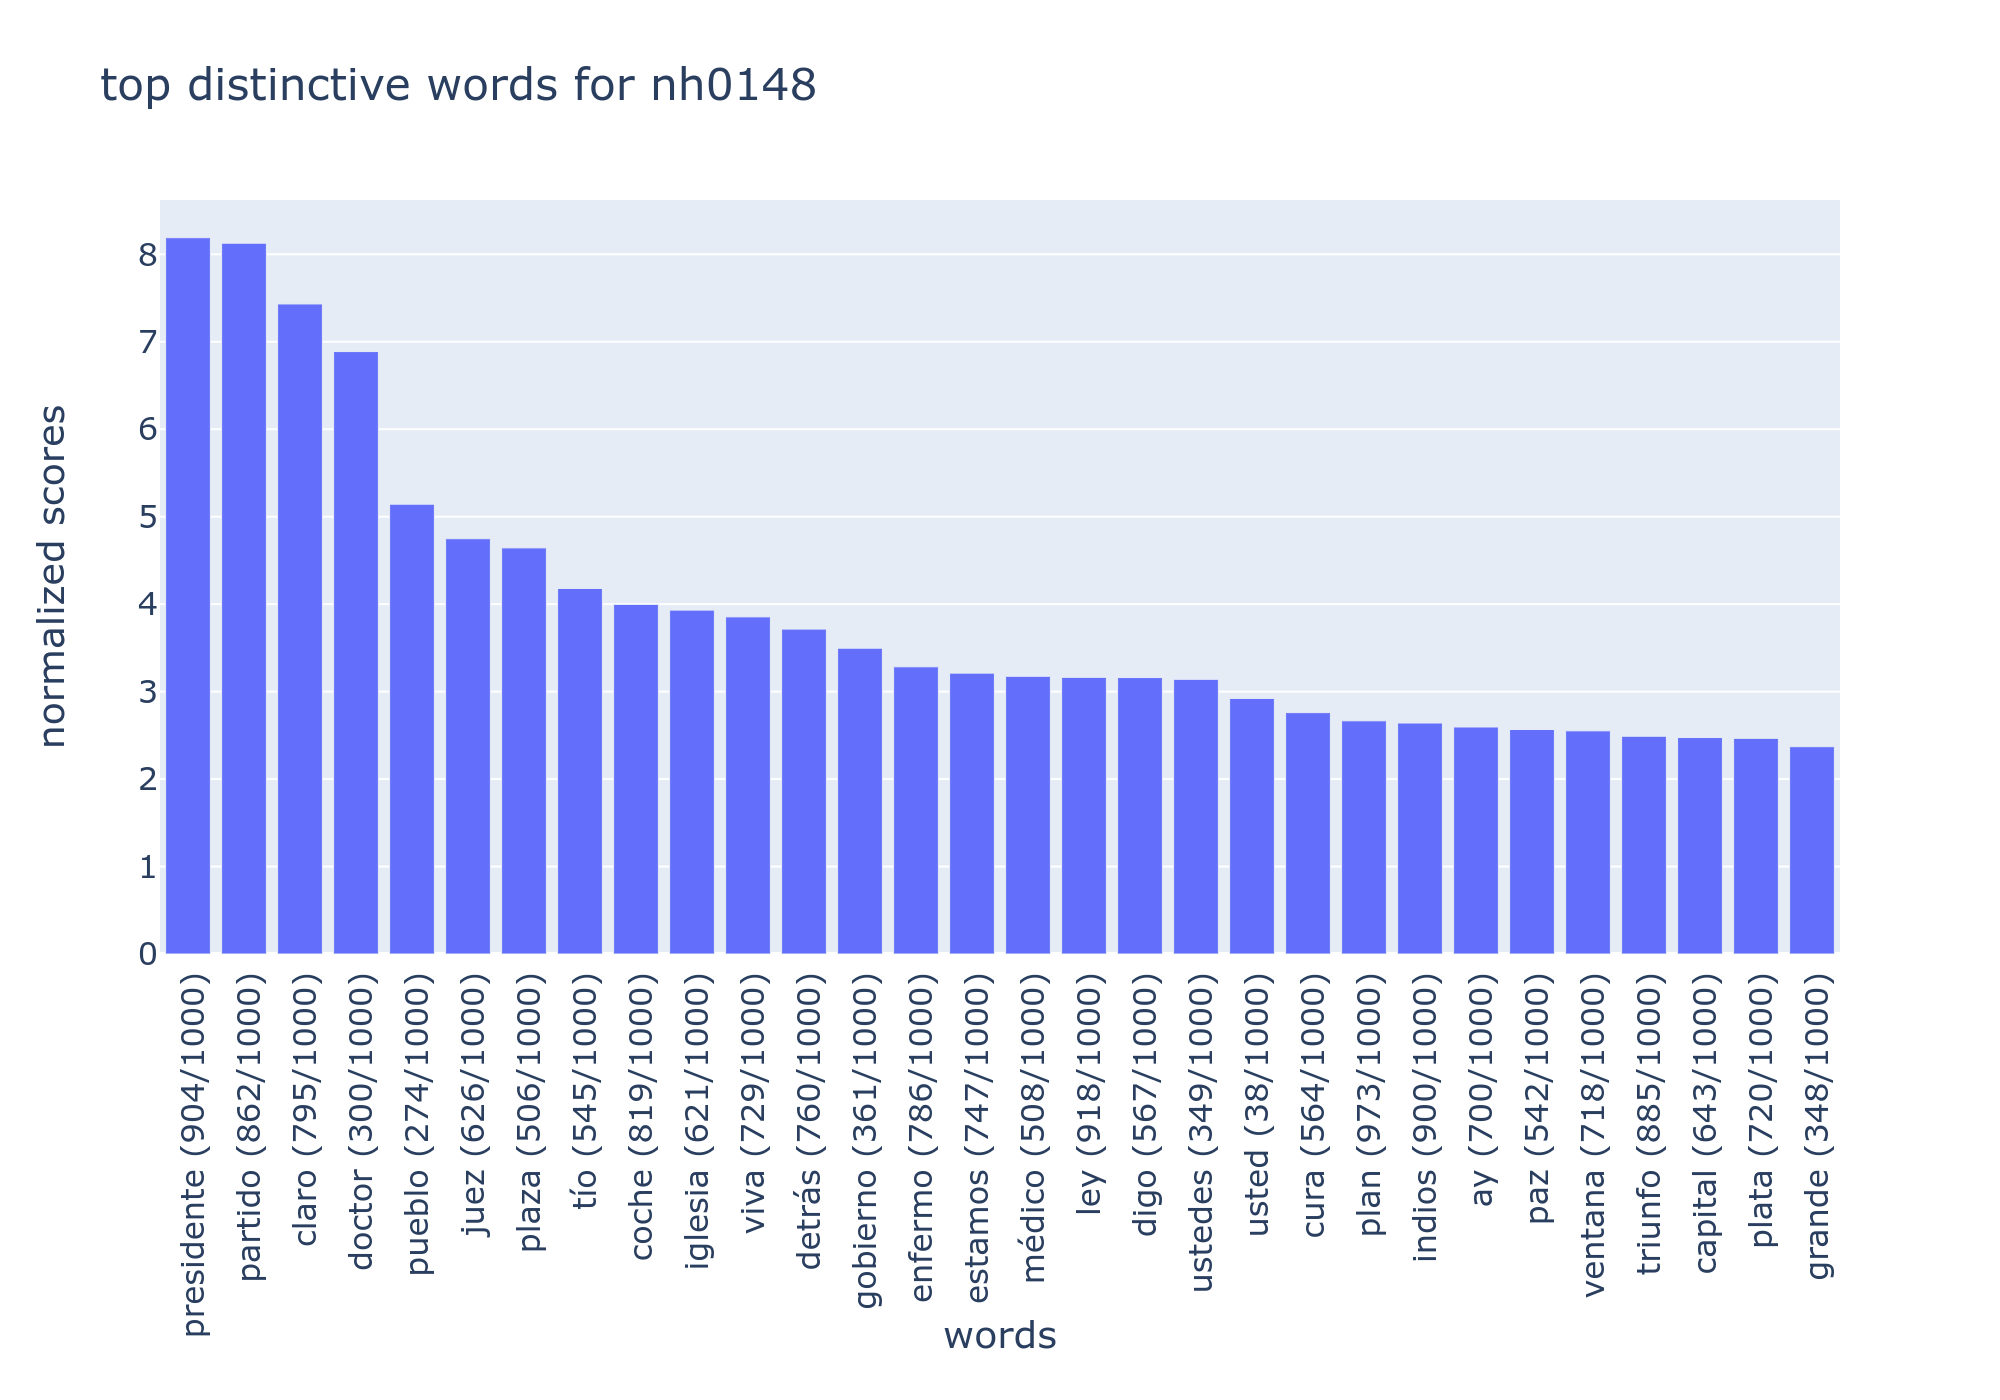 top distinctive words for nh0148
normalized scores
8
7
6
5
4
3
2
1
0
presidente (904/1000)
partido (862/1000)
claro (795/1000)
doctor (300/1000)
pueblo (274/1000)
juez (626/1000)
plaza (506/1000)
tío (545/1000)
coche (819/1000)
iglesia (621/1000)
viva (729/1000)
detrás (760/1000)
gobierno (361/1000)
enfermo (786/1000)
estamos (747/1000)
médico (508/1000)
ley (918/1000)
digo (567/1000)
ustedes (349/1000)
usted (38/1000)
cura (564/1000)
plan (973/1000)
indios (900/1000)
ay (700/1000)
paz (542/1000)
ventana (718/1000)
triunfo (885/1000)
capital (643/1000)
plata (720/1000)
grande (348/1000)
words